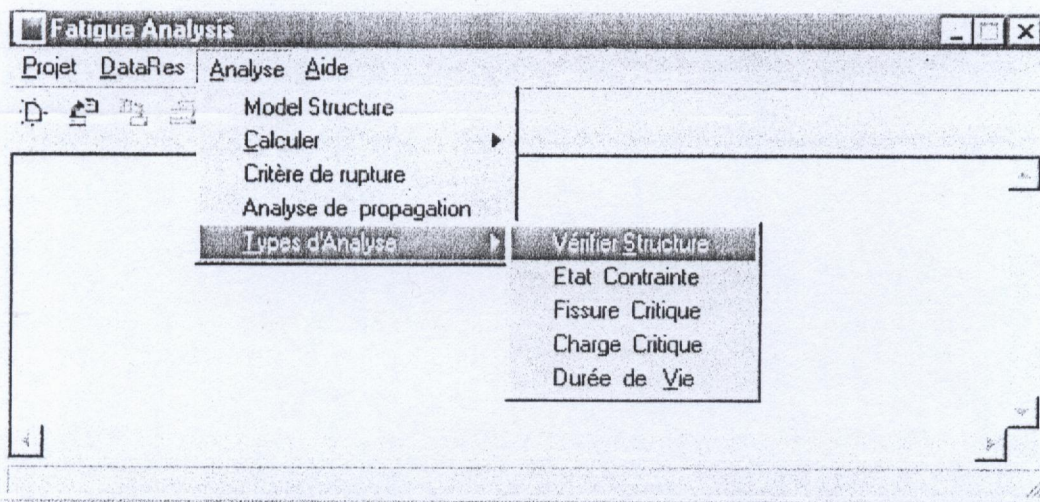 Fatigue Analysis
Projet DataRes Analyse Aide
Model Structure
Calculer
Critère de rupture
Analyse de propagation
Types d'Analyse
Vérifier Structure
Etat Contrainte
Fissure Critique
Charge Critique
Durée de Vie